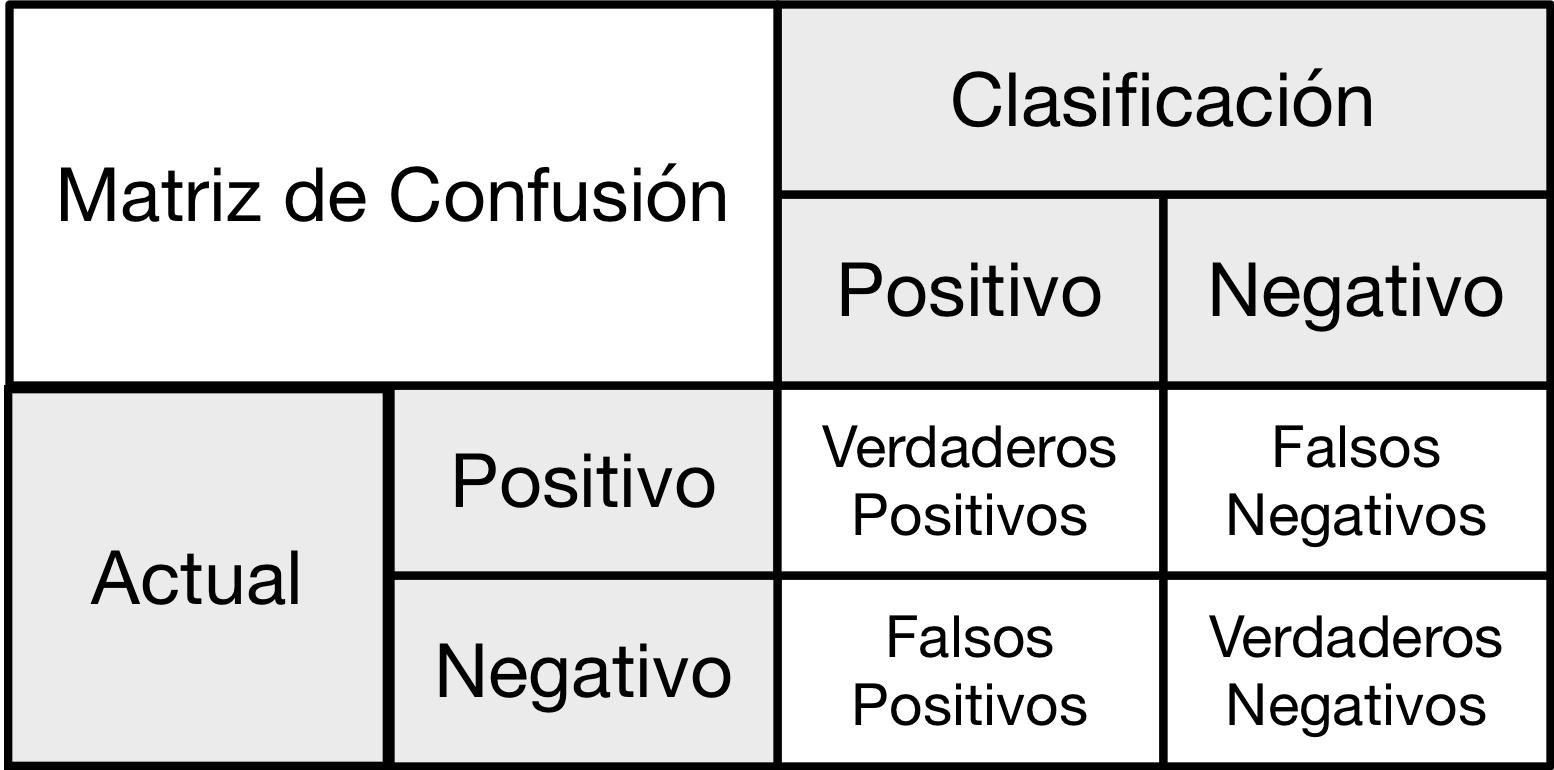 Matriz de Confusión
Clasificación
Positivo
Negativo
Actual
Positivo
Verdaderos
Positivos
Falsos
Negativos
Negativo
Falsos
Positivos
Verdaderos
Negativos